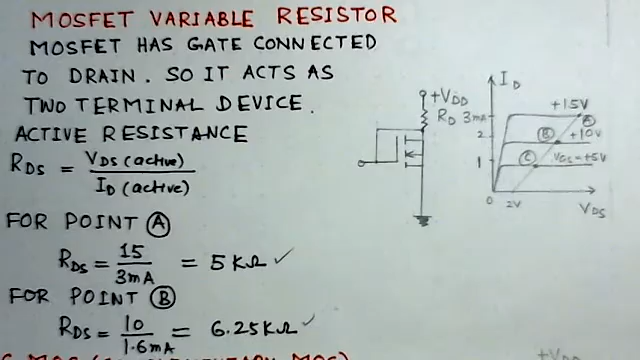 MOSFET VARIABLE RESISTOR
MOSFET HAS GATE CONNECTED
TO DRAIN. SO IT ACTS AS
TWO TERMINAL DEVICE.
ACTIVE RESISTANCE
RDS = VDS (active) / ID (active)
FOR POINT A
RDS = 15 / 3mA = 5 KΩ ✓
FOR POINT B
RDS = 10 / 1.6mA = 6.25 KΩ ✓
+VDD
RD
ID
3mA
2
1
0
2V
VDS
+15V
A
B
+10V
C
VGS=+5V
+VDD